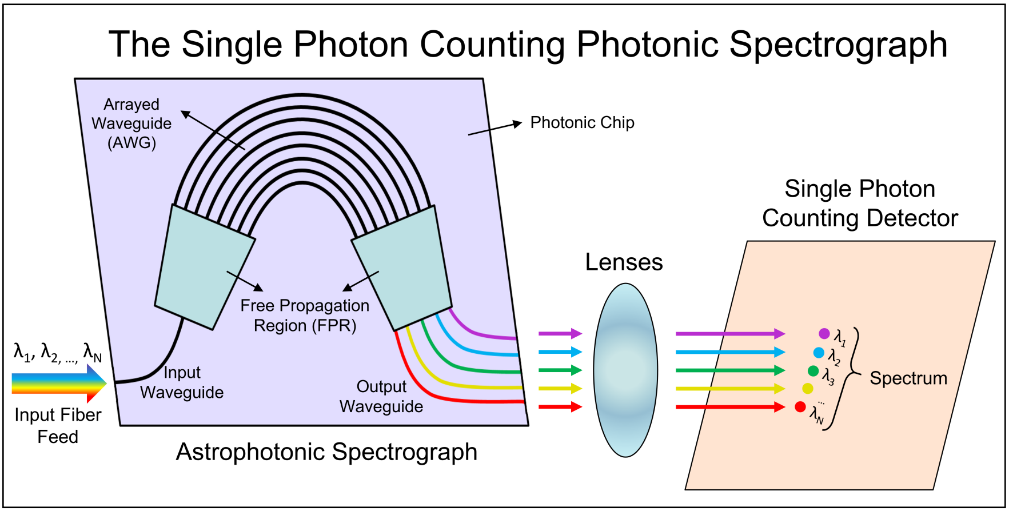 The Single Photon Counting Photonic Spectrograph
Arrayed
Waveguide
(AWG)
Photonic Chip
Single Photon
Counting Detector
Lenses
Free Propagation
Region (FPR)
λ1, λ2, ..., λN
Input Fiber
Feed
Input
Waveguide
Output
Waveguide
λ1
λ2
λ3
...
λN
Spectrum
Astrophotonic Spectrograph